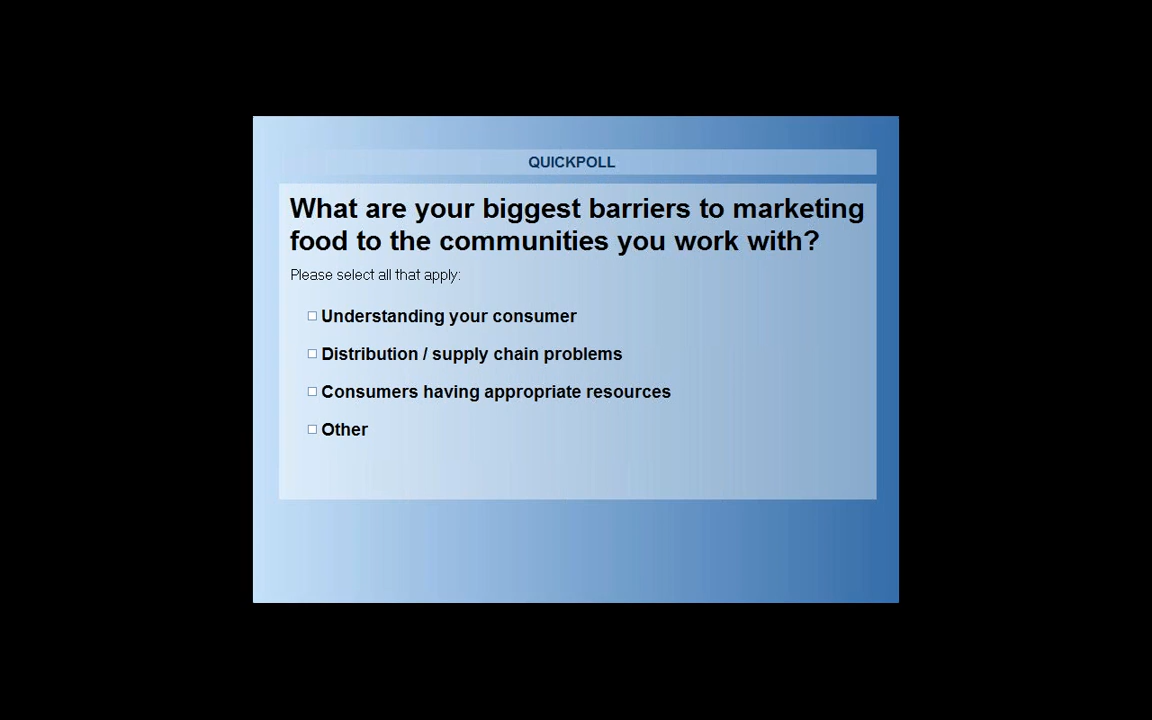 QUICKPOLL
What are your biggest barriers to marketing
food to the communities you work with?
Please select all that apply:
Understanding your consumer
Distribution / supply chain problems
Consumers having appropriate resources
Other